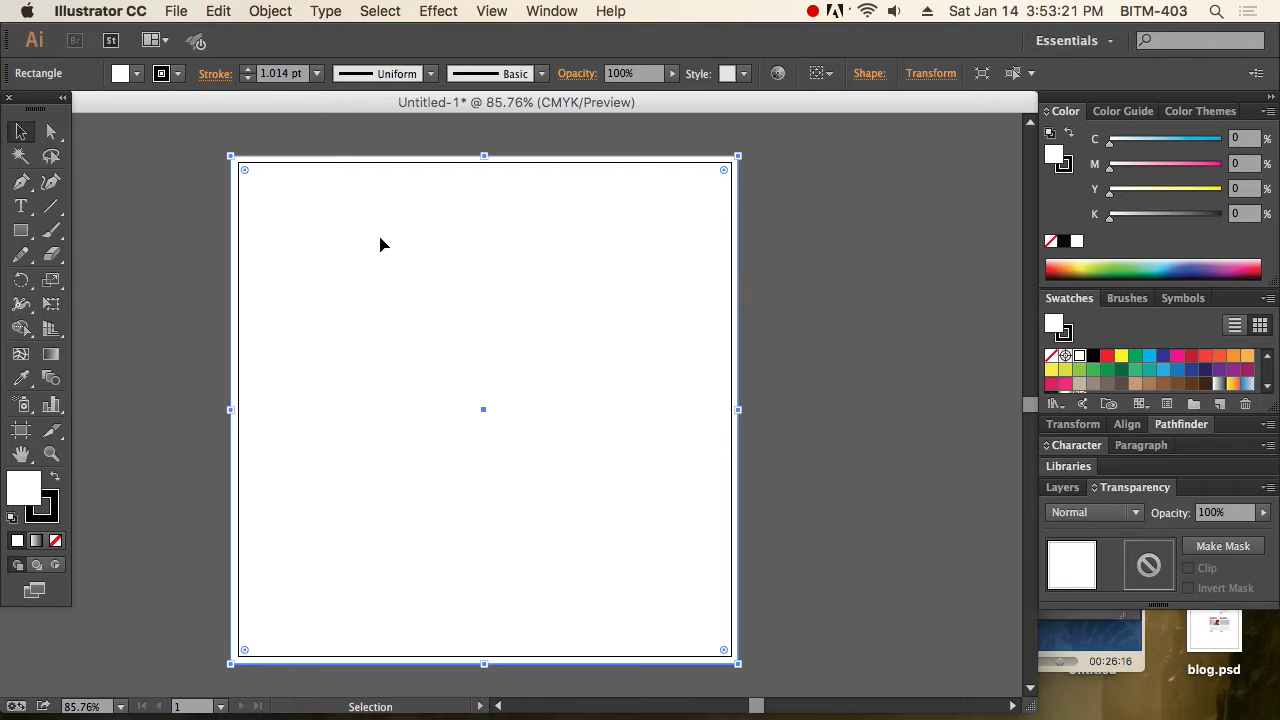 Illustrator CC File Edit Object Type Select Effect View Window Help Sat Jan 14 3:53:21 PM BITM-403
Ai Br St Essentials
Rectangle Stroke: 1.014 pt Uniform Basic Opacity: 100% Style: Shape: Transform
Untitled-1* @ 85.76% (CMYK/Preview)
Color Color Guide Color Themes
C 0 %
M 0 %
Y 0 %
K 0 %
Swatches Brushes Symbols
Transform Align Pathfinder
Character Paragraph
Libraries
Layers Transparency
Normal Opacity: 100%
Make Mask
Clip
Invert Mask
00:26:16
blog.psd
85.76% 1 Selection